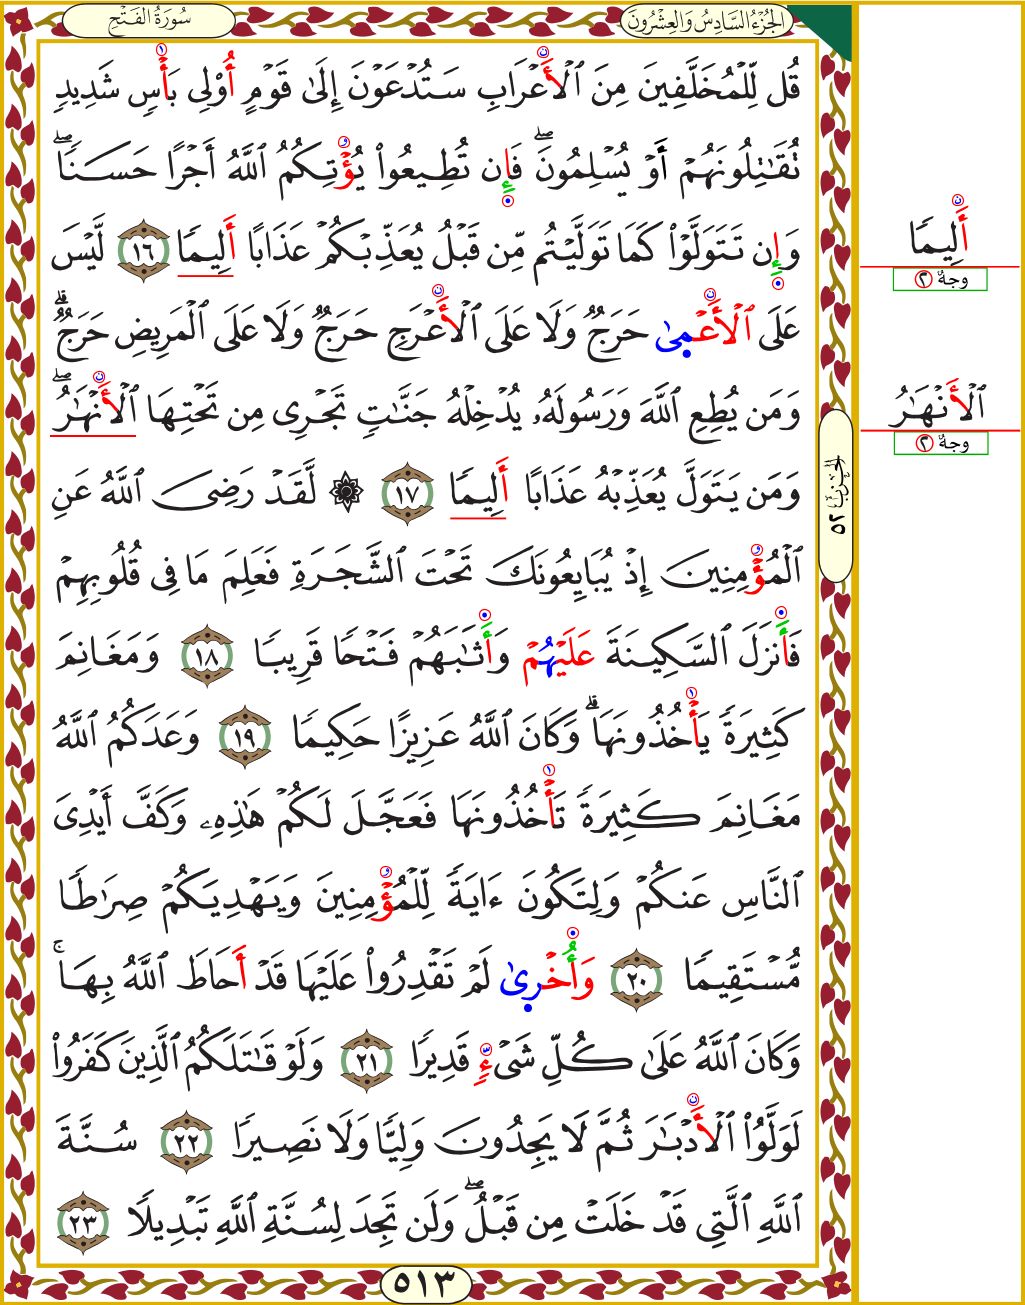 سُورَةُ الفَتْحِ
الجُزْءُ السَّادِسُ وَالعِشْرُونَ
قُل لِّلْمُخَلَّفِينَ مِنَ ٱلْأَعْرَابِ سَتُدْعَوْنَ إِلَىٰ قَوْمٍ أُوْلِى بَأْسٍ شَدِيدٍ
تُقَٰتِلُونَهُمْ أَوْ يُسْلِمُونَۖ فَإِن تُطِيعُوا۟ يُؤْتِكُمُ ٱللَّهُ أَجْرًا حَسَنًاۖ
وَإِن تَتَوَلَّوْا۟ كَمَا تَوَلَّيْتُم مِّن قَبْلُ يُعَذِّبْكُمْ عَذَابًا أَلِيمًا ١٦ لَّيْسَ
عَلَى ٱلْأَعْمِىٰ حَرَجٌ وَلَا عَلَى ٱلْأَعْرَجِ حَرَجٌ وَلَا عَلَى ٱلْمَرِيضِ حَرَجٌۗ
وَمَن يُطِعِ ٱللَّهَ وَرَسُولَهُۥ يُدْخِلْهُ جَنَّٰتٍ تَجْرِى مِن تَحْتِهَا ٱلْأَنْهَٰرُۖ
وَمَن يَتَوَلَّ يُعَذِّبْهُ عَذَابًا أَلِيمًا ١٧ ۞ لَّقَدْ رَضِىَ ٱللَّهُ عَنِ
ٱلْمُؤْمِنِينَ إِذْ يُبَايِعُونَكَ تَحْتَ ٱلشَّجَرَةِ فَعَلِمَ مَا فِى قُلُوبِهِمْ
فَأَنزَلَ ٱلسَّكِينَةَ عَلَيْهُمْ وَأَثَٰبَهُمْ فَتْحًا قَرِيبًا ١٨ وَمَغَانِمَ
كَثِيرَةً يَأْخُذُونَهَاۗ وَكَانَ ٱللَّهُ عَزِيزًا حَكِيمًا ١٩ وَعَدَكُمُ ٱللَّهُ
مَغَانِمَ كَثِيرَةً تَأْخُذُونَهَا فَعَجَّلَ لَكُمْ هَٰذِهِۦ وَكَفَّ أَيْدِىَ
ٱلنَّاسِ عَنكُمْ وَلِتَكُونَ ءَايَةً لِّلْمُؤْمِنِينَ وَيَهْدِيَكُمْ صِرَٰطًا
مُّسْتَقِيمًا ٢٠ وَأُخْرِىٰ لَمْ تَقْدِرُوا۟ عَلَيْهَا قَدْ أَحَاطَ ٱللَّهُ بِهَاۚ
وَكَانَ ٱللَّهُ عَلَىٰ كُلِّ شَىْءٍ قَدِيرًا ٢١ وَلَوْ قَٰتَلَكُمُ ٱلَّذِينَ كَفَرُوا۟
لَوَلَّوُا۟ ٱلْأَدْبَٰرَ ثُمَّ لَا يَجِدُونَ وَلِيًّا وَلَا نَصِيرًا ٢٢ سُنَّةَ
ٱللَّهِ ٱلَّتِى قَدْ خَلَتْ مِن قَبْلُۖ وَلَن تَجِدَ لِسُنَّةِ ٱللَّهِ تَبْدِيلًا ٢٣
٥١٣
أَلِيمًا
وجهٌ ٢
ٱلْأَنْهَٰرُ
وجهٌ ٢
الحِزْبُ ٥٢